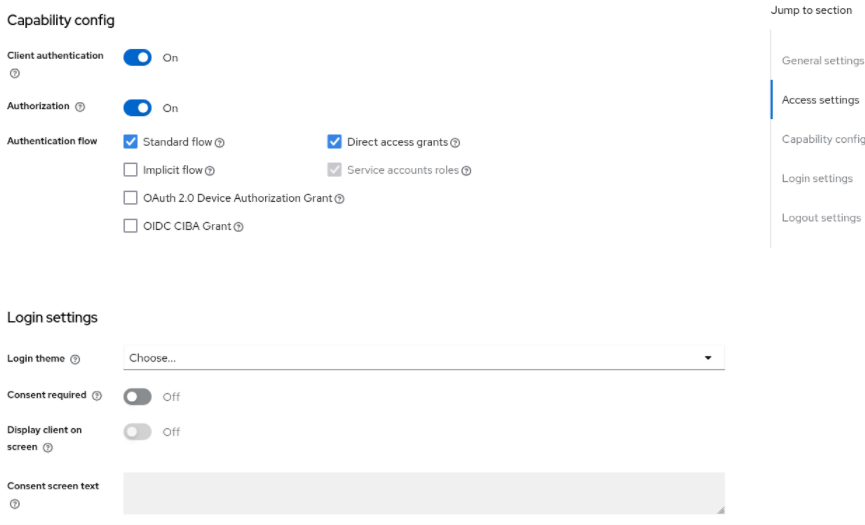 Capability config
Client authentication On
Authorization On
Authentication flow
Standard flow Direct access grants
Implicit flow Service accounts roles
OAuth 2.0 Device Authorization Grant
OIDC CIBA Grant
Login settings
Login theme Choose...
Consent required Off
Display client on screen Off
Consent screen text
Jump to section
General settings
Access settings
Capability config
Login settings
Logout settings